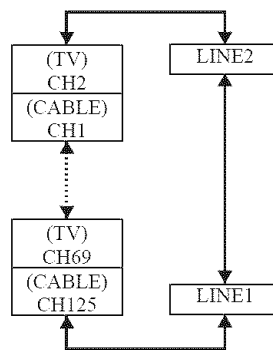 (TV)
CH2
(CABLE)
CH1
LINE2
(TV)
CH69
(CABLE)
CH125
LINE1